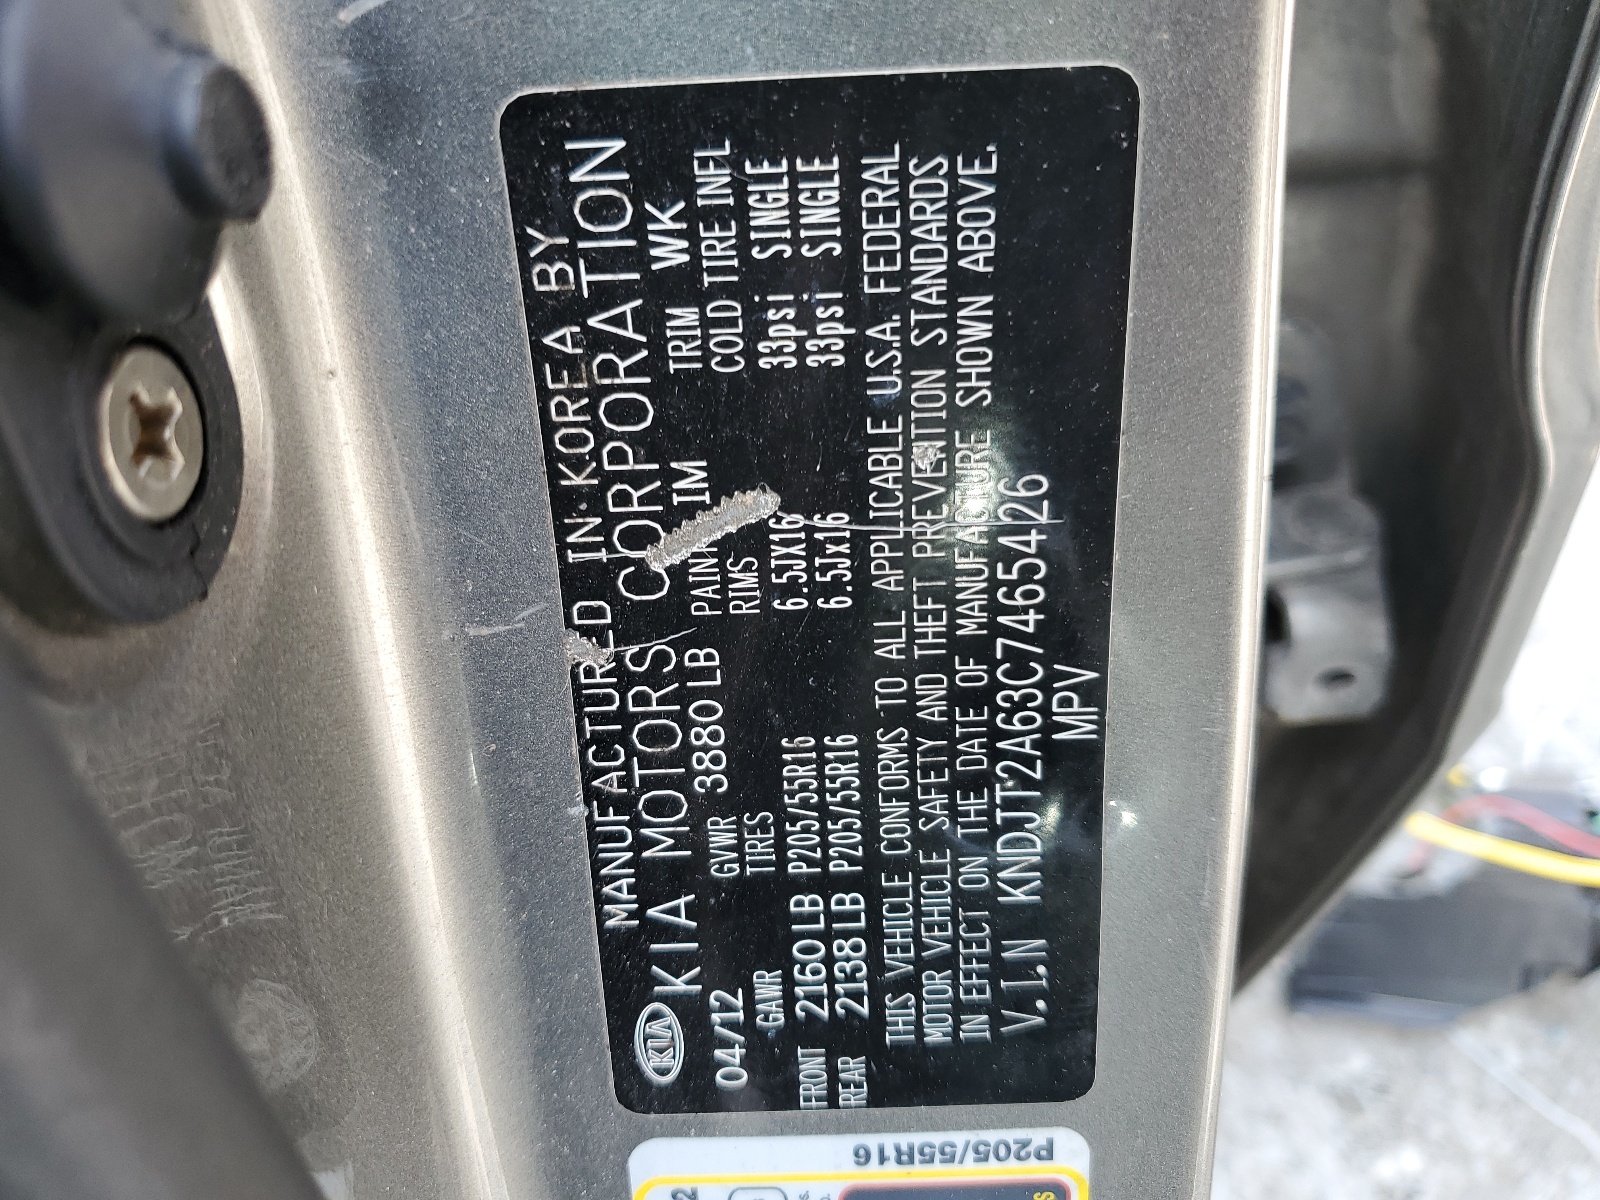 MANUFACTURED IN KOREA BY
KIA KIA MOTORS CORPORATION
04/12 GVWR 3880 LB PAINT IM TRIM WK
GAWR TIRES RIMS COLD TIRE INFL
FRONT 2160 LB P205/55R16 6.5JX16 33psi SINGLE
REAR 2138 LB P205/55R16 6.5Jx16 33psi SINGLE
THIS VEHICLE CONFORMS TO ALL APPLICABLE U.S.A. FEDERAL
MOTOR VEHICLE SAFETY AND THEFT PREVENTION STANDARDS
IN EFFECT ON THE DATE OF MANUFACTURE SHOWN ABOVE.
V.I.N KNDJT2A63C7465426
MPV
P205/55R16